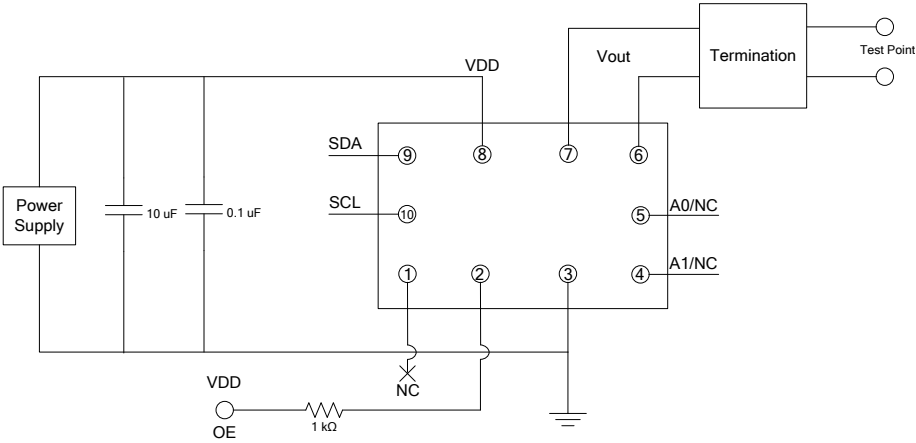 Termination
Test Point
Vout
VDD
SDA
9
8
7
6
Power
Supply
10 uF
0.1 uF
SCL
10
5
A0/NC
1
2
3
4
A1/NC
NC
VDD
OE
1 kΩ